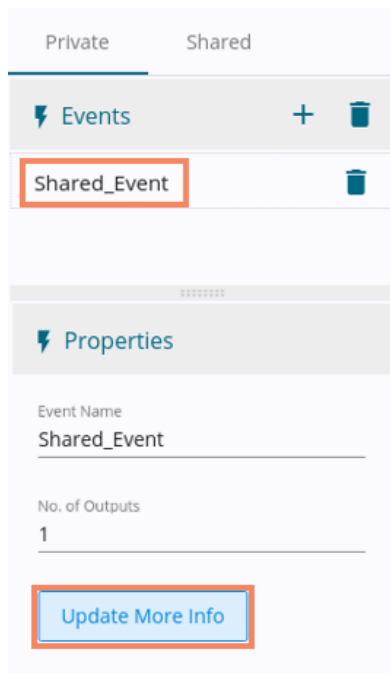 Private Shared
Events
Shared_Event
Properties
Event Name
Shared_Event
No. of Outputs
1
Update More Info